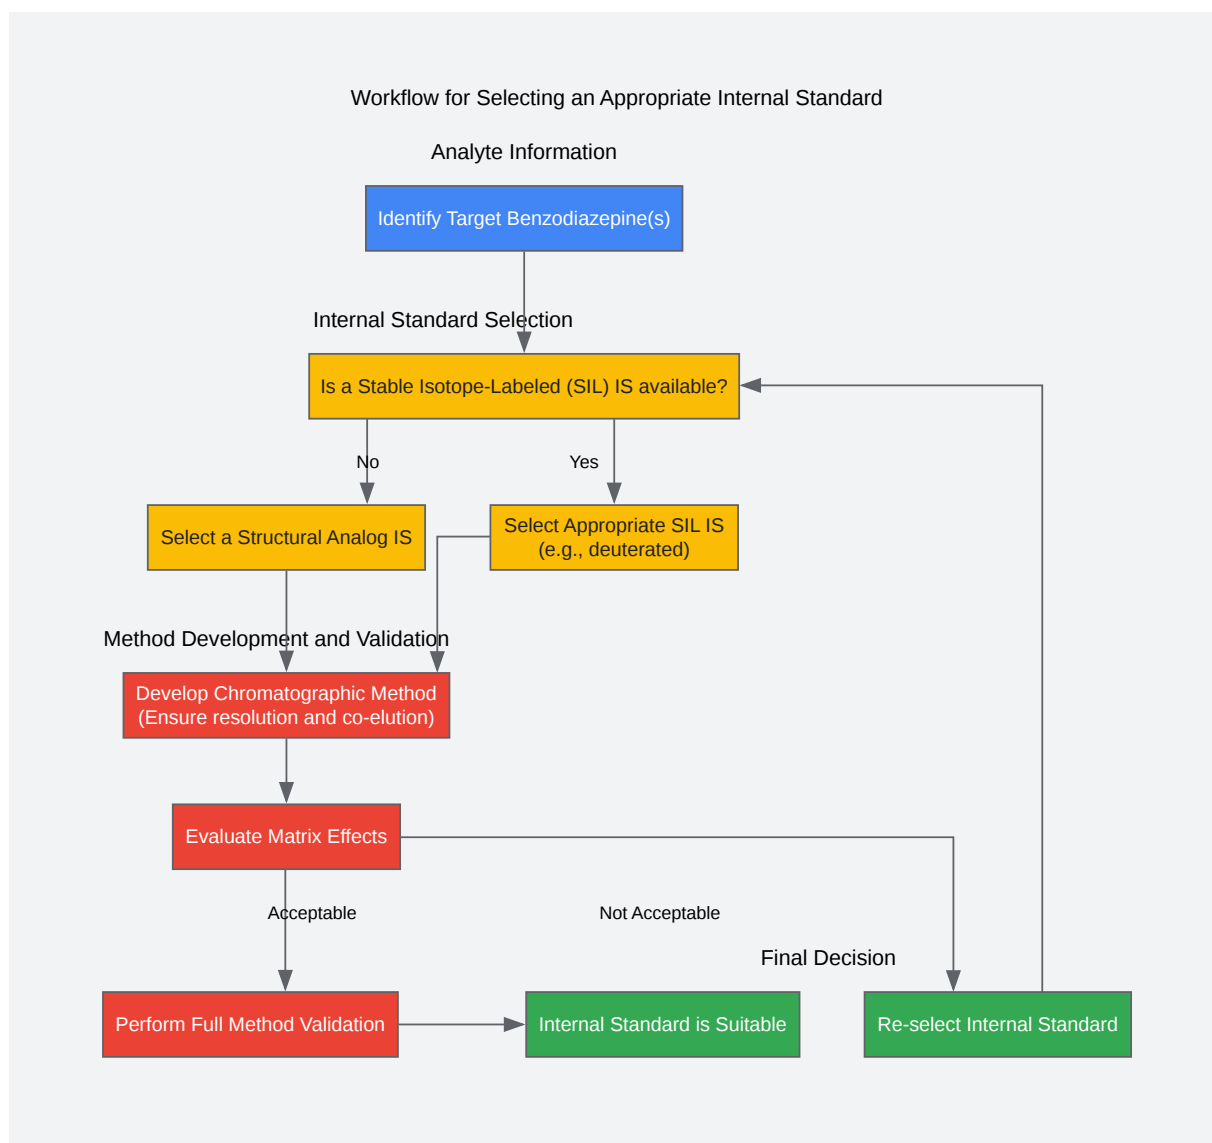 Workflow for Selecting an Appropriate Internal Standard
Analyte Information
Identify Target Benzodiazepine(s)
Internal Standard Selection
Is a Stable Isotope-Labeled (SIL) IS available?
No
Yes
Select a Structural Analog IS
Select Appropriate SIL IS
(e.g., deuterated)
Method Development and Validation
Develop Chromatographic Method
(Ensure resolution and co-elution)
Evaluate Matrix Effects
Acceptable
Not Acceptable
Final Decision
Perform Full Method Validation
Internal Standard is Suitable
Re-select Internal Standard